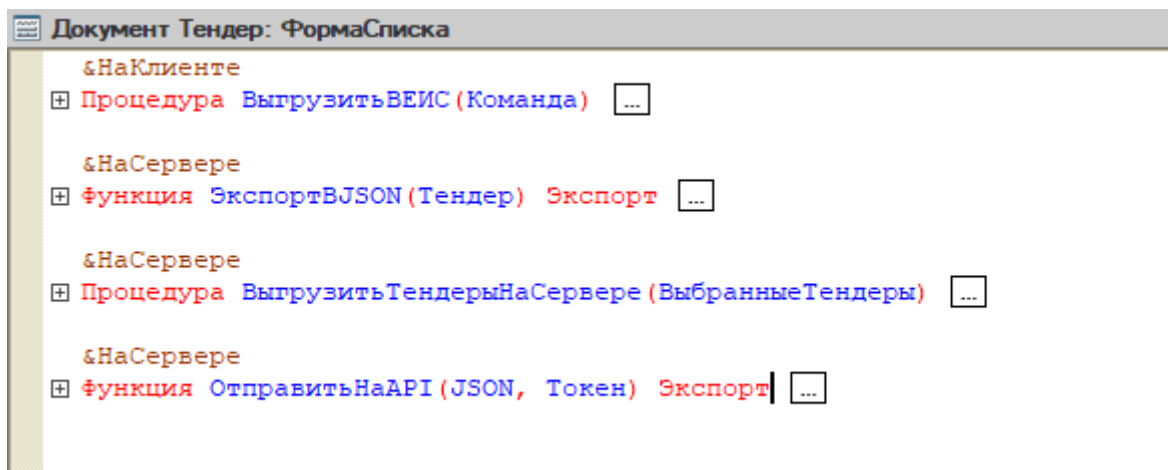 Документ Тендер: ФормаСписка
&НаКлиенте
Процедура ВыгрузитьВЕИС(Команда) ...
&НаСервере
Функция ЭкспортВJSON(Тендер) Экспорт ...
&НаСервере
Процедура ВыгрузитьТендерыНаСервере(ВыбранныеТендеры) ...
&НаСервере
Функция ОтправитьНаAPI(JSON, Токен) Экспорт ...